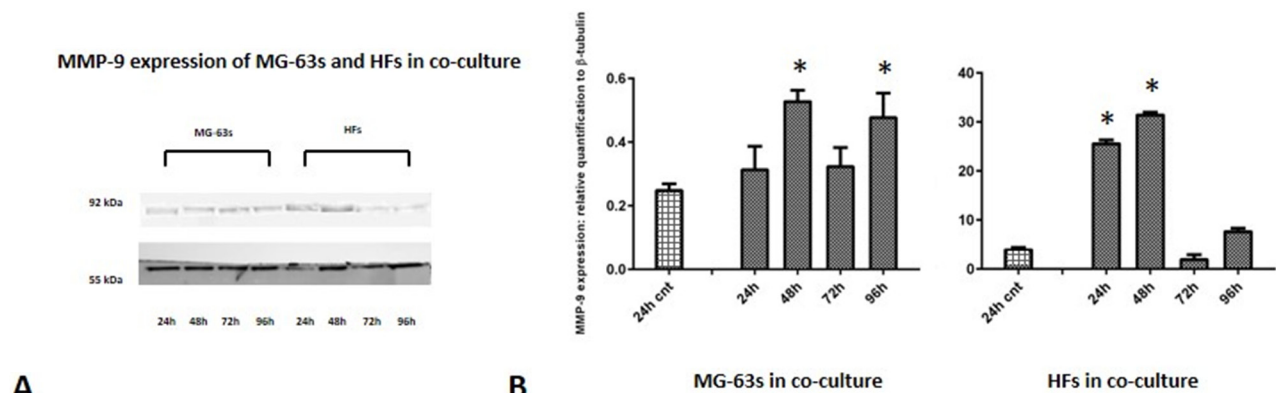 MMP-9 expression of MG-63s and HFs in co-culture
MG-63s
HFs
92 kDa
55 kDa
24h 48h 72h 96h 24h 48h 72h 96h
A
MMP-9 expression: relative quantification to β-tubulin
0.6
0.4
0.2
0.0
* *
24h cnt 24h 48h 72h 96h
MG-63s in co-culture
40
30
20
10
0
* *
24h cnt 24h 48h 72h 96h
HFs in co-culture
B